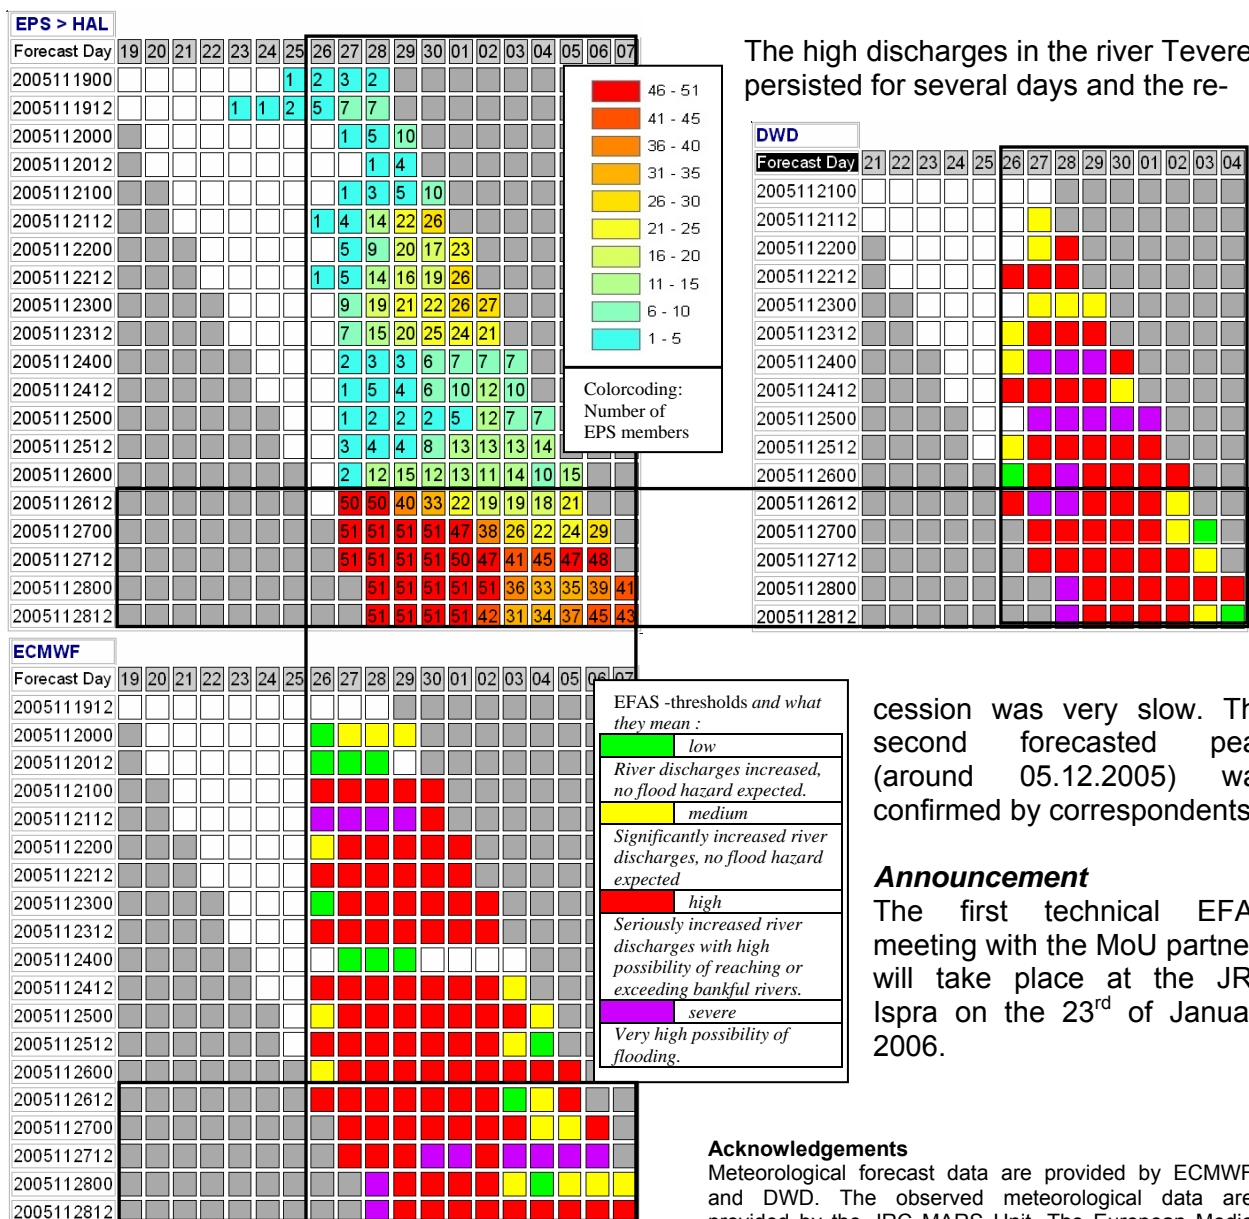 EPS > HAL
Forecast Day 19 20 21 22 23 24 25 26 27 28 29 30 01 02 03 04 05 06 07
2005111900 1 2 3 2
2005111912 1 1 2 5 7 7
2005112000 1 5 10
2005112012 1 4
2005112100 1 3 5 10
2005112112 1 4 14 22 26
2005112200 5 9 20 17 23
2005112212 1 5 14 16 19 26
2005112300 9 19 21 22 26 27
2005112312 7 15 20 25 24 21
2005112400 2 3 3 6 7 7 7
2005112412 1 5 4 6 10 12 10
2005112500 1 2 2 2 5 12 7 7
2005112512 3 4 4 8 13 13 13 14
2005112600 2 12 15 12 13 11 14 10 15
2005112612 50 50 40 33 22 19 19 18 21
2005112700 51 51 51 51 47 38 26 22 24 29
2005112712 51 51 51 51 50 47 41 45 47 48
2005112800 51 51 51 51 51 36 33 35 39 41
2005112812 51 51 51 51 42 31 34 37 45 43
46 - 51
41 - 45
36 - 40
31 - 35
26 - 30
21 - 25
16 - 20
11 - 15
6 - 10
1 - 5
Colorcoding:
Number of
EPS members
The high discharges in the river Tevere
persisted for several days and the re-
DWD
Forecast Day 21 22 23 24 25 26 27 28 29 30 01 02 03 04
2005112100
2005112112
2005112200
2005112212
2005112300
2005112312
2005112400
2005112412
2005112500
2005112512
2005112600
2005112612
2005112700
2005112712
2005112800
2005112812
ECMWF
Forecast Day 19 20 21 22 23 24 25 26 27 28 29 30 01 02 03 04 05 06 07
2005111912
2005112000
2005112012
2005112100
2005112112
2005112200
2005112212
2005112300
2005112312
2005112400
2005112412
2005112500
2005112512
2005112600
2005112612
2005112700
2005112712
2005112800
2005112812
EFAS -thresholds and what
they mean :
low
River discharges increased,
no flood hazard expected.
medium
Significantly increased river
discharges, no flood hazard
expected
high
Seriously increased river
discharges with high
possibility of reaching or
exceeding bankful rivers.
severe
Very high possibility of
flooding.
cession was very slow. Th
second forecasted pea
(around 05.12.2005) wa
confirmed by correspondents
Announcement
The first technical EFA
meeting with the MoU partne
will take place at the JR
Ispra on the 23rd of Janua
2006.
Acknowledgements
Meteorological forecast data are provided by ECMWF
and DWD. The observed meteorological data are
provided by the JRC MARS Unit. The European Medic